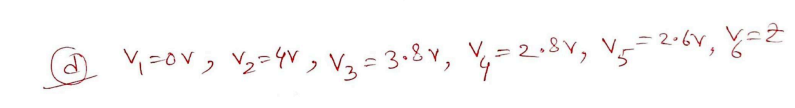 (d) V₁=0V, V₂=4V, V₃=3.8V, V₄=2.8V, V₅=2.6V, V₆=Z